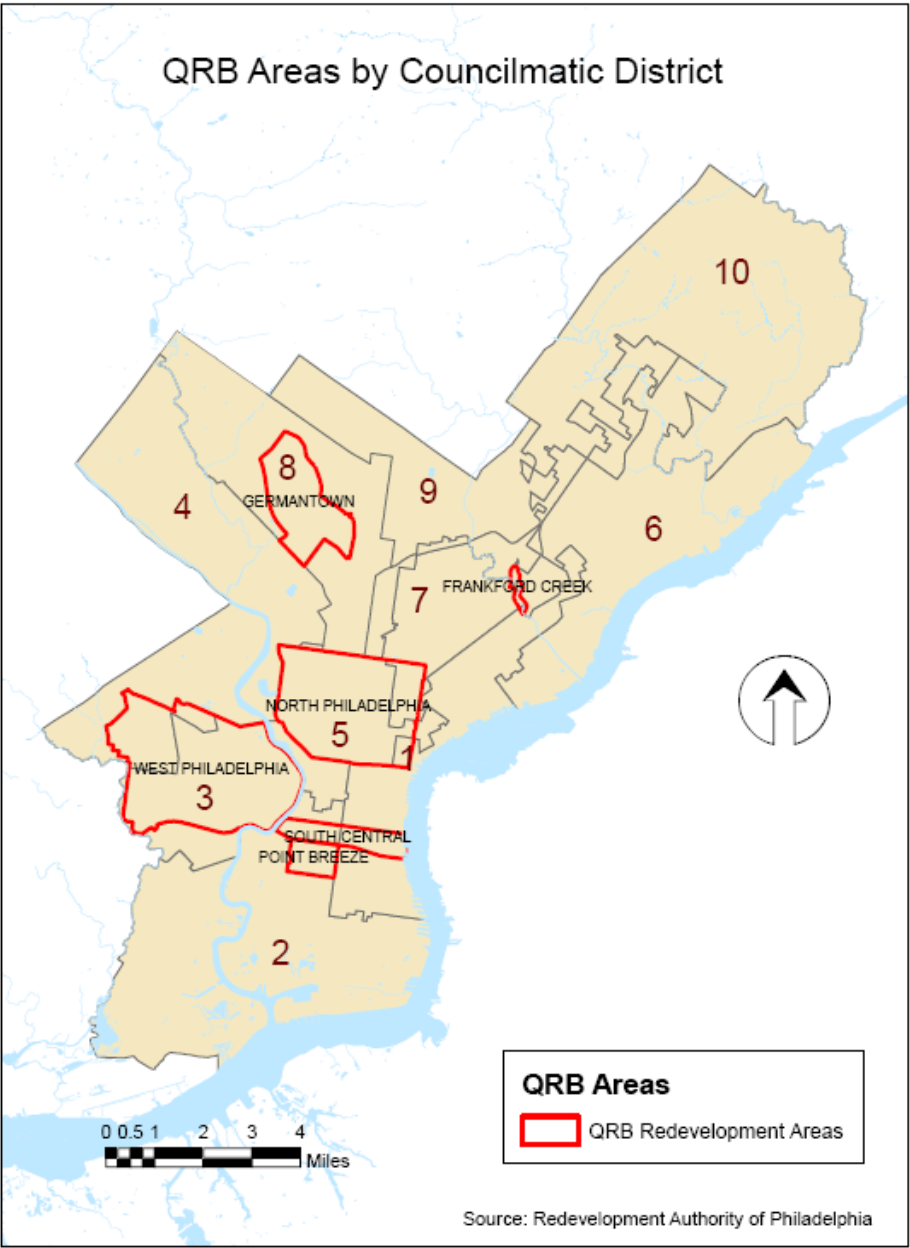 QRB Areas by Councilmatic District
10
8
GERMANTOWN
4
9
6
7
FRANKFORD CREEK
NORTH PHILADELPHIA
5
1
WEST PHILADELPHIA
3
SOUTH CENTRAL
POINT BREEZE
2
QRB Areas
QRB Redevelopment Areas
0 0.5 1 2 3 4
Miles
Source: Redevelopment Authority of Philadelphia